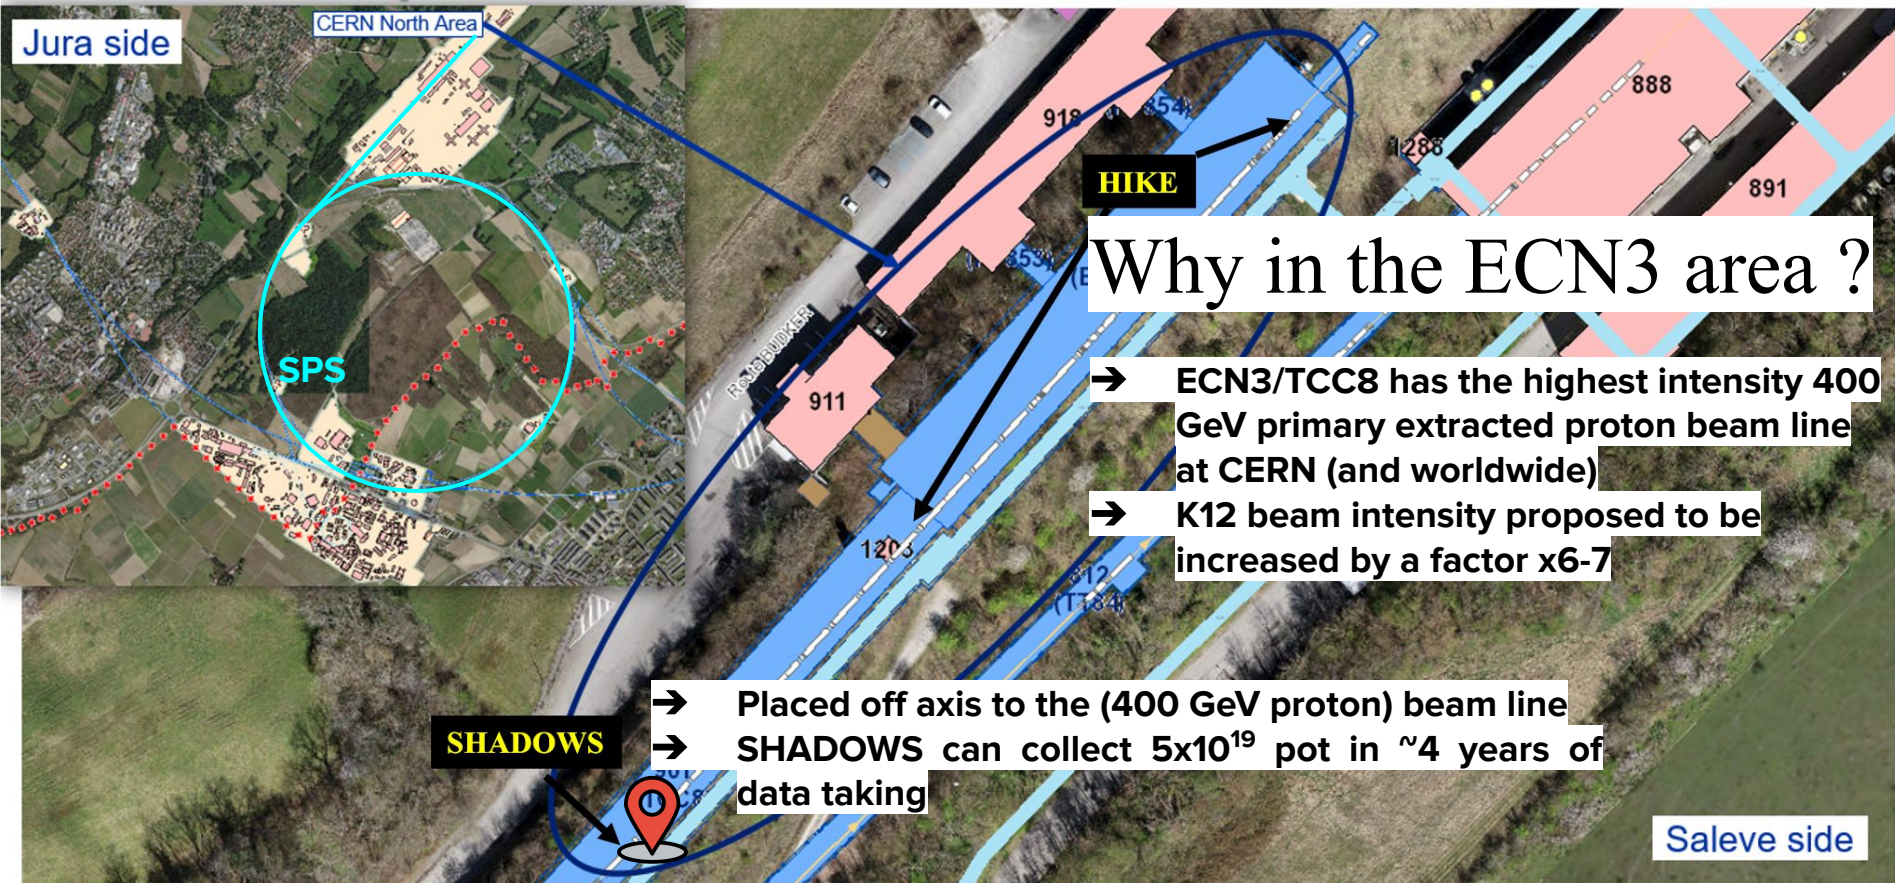 Jura side
CERN North Area
SPS
918
888
1288
891
HIKE
Why in the ECN3 area ?
Route BUDKER
911
➔ ECN3/TCC8 has the highest intensity 400
GeV primary extracted proton beam line
at CERN (and worldwide)
➔ K12 beam intensity proposed to be
increased by a factor x6-7
(TT84)
➔ Placed off axis to the (400 GeV proton) beam line
➔ SHADOWS can collect 5x10¹⁹ pot in ~4 years of
data taking
SHADOWS
Saleve side